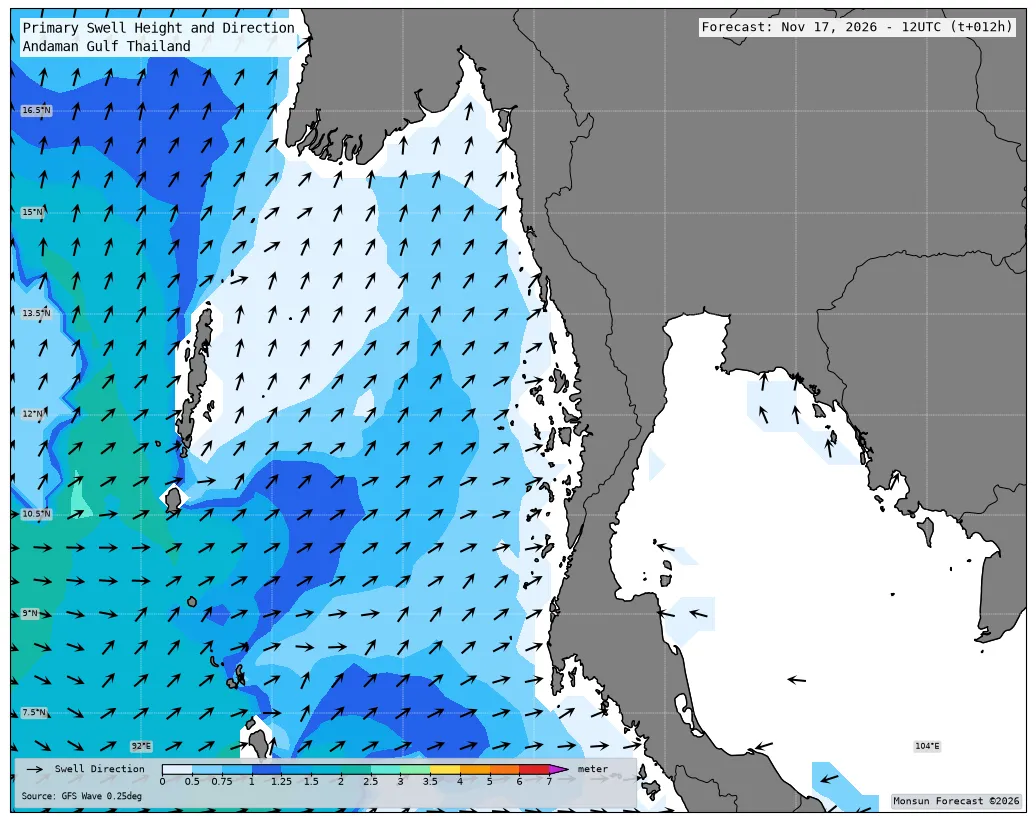 Primary Swell Height and Direction
Andaman Gulf Thailand
Forecast: Nov 17, 2026 - 12UTC (t+012h)
16.5°N
15°N
13.5°N
12°N
10.5°N
9°N
7.5°N
92°E
104°E
Swell Direction
0 0.5 0.75 1 1.25 1.5 2 2.5 3 3.5 4 5 6 7
meter
Source: GFS Wave 0.25deg
Monsun Forecast ©2026